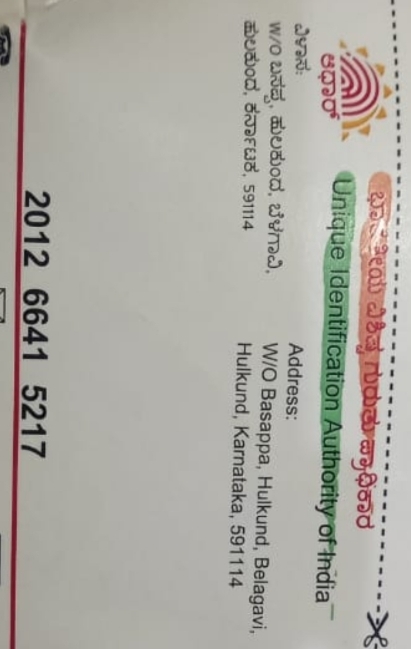 ಭಾರತೀಯ ವಿಶಿಷ್ಟ ಗುರುತು ಪ್ರಾಧಿಕಾರ
Unique Identification Authority of India
ಆಧಾರ್
ವಿಳಾಸ:
W/O ಬಸಪ್ಪ, ಹುಲಕುಂದ, ಬೆಳಗಾವಿ,
ಹುಲಕುಂದ, ಕರ್ನಾಟಕ, 591114
Address:
W/O Basappa, Hulkund, Belagavi,
Hulkund, Karnataka, 591114
2012 6641 5217